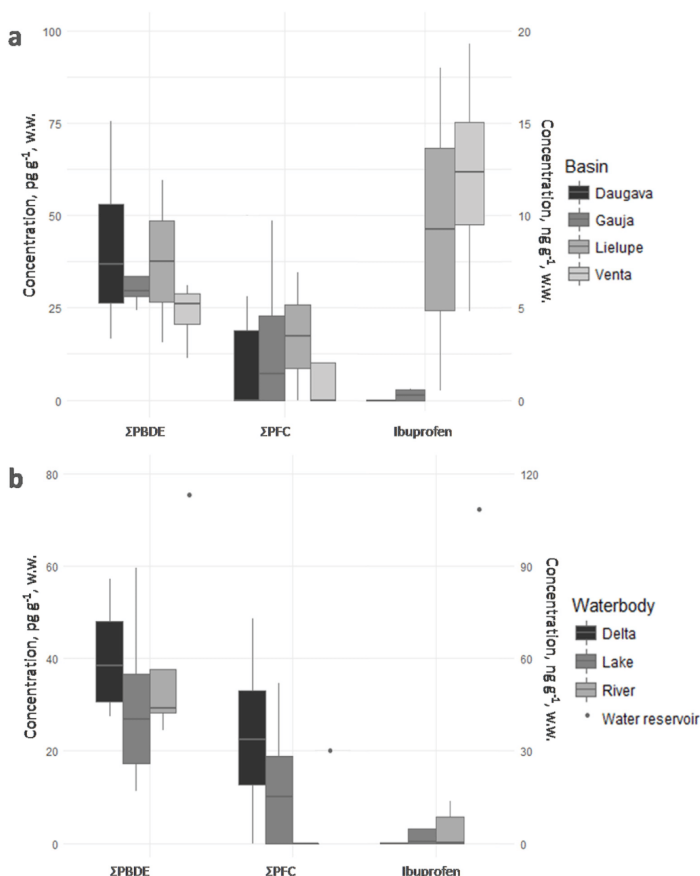 a
100
75
50
25
0
Concentration, pg g⁻¹, w.w.
20
15
10
5
0
Concentration, ng g⁻¹, w.w.
ΣPBDE
ΣPFC
Ibuprofen
Basin
Daugava
Gauja
Lielupe
Venta
b
80
60
40
20
0
Concentration, pg g⁻¹, w.w.
120
90
60
30
0
Concentration, ng g⁻¹, w.w.
ΣPBDE
ΣPFC
Ibuprofen
Waterbody
Delta
Lake
River
Water reservoir